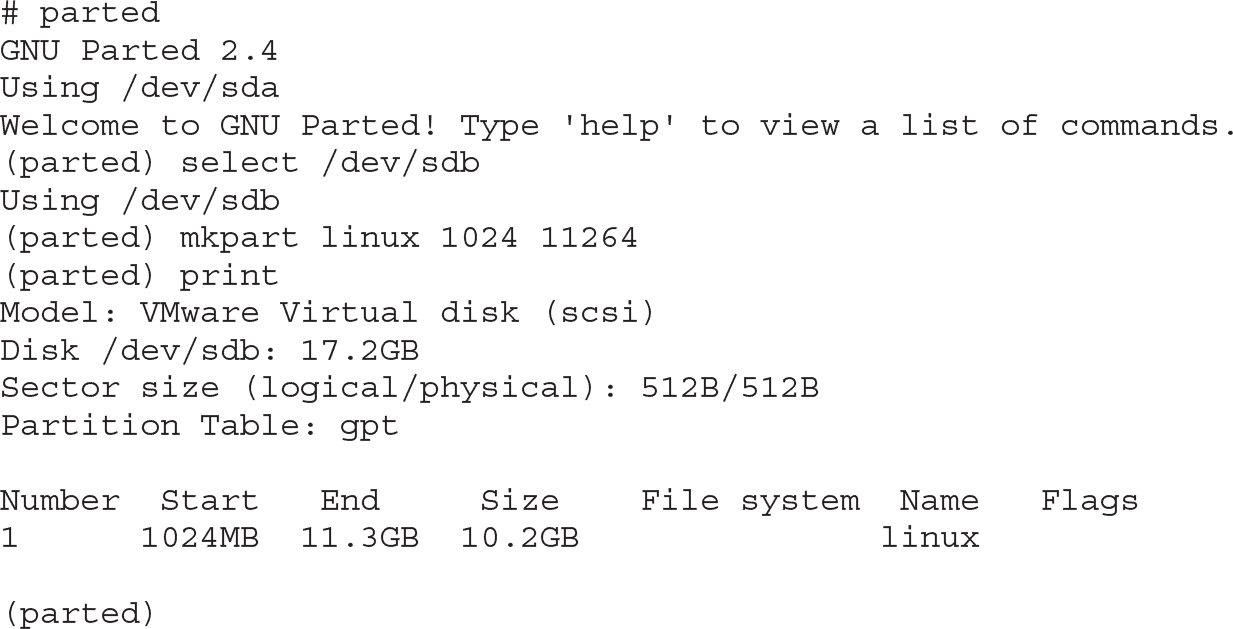 # parted
GNU Parted 2.4
Using /dev/sda
Welcome to GNU Parted! Type 'help' to view a list of commands.
(parted) select /dev/sdb
Using /dev/sdb
(parted) mkpart linux 1024 11264
(parted) print
Model: VMware Virtual disk (scsi)
Disk /dev/sdb: 17.2GB
Sector size (logical/physical): 512B/512B
Partition Table: gpt
Number  Start   End     Size    File system  Name   Flags
1      1024MB  11.3GB  10.2GB               linux
(parted)